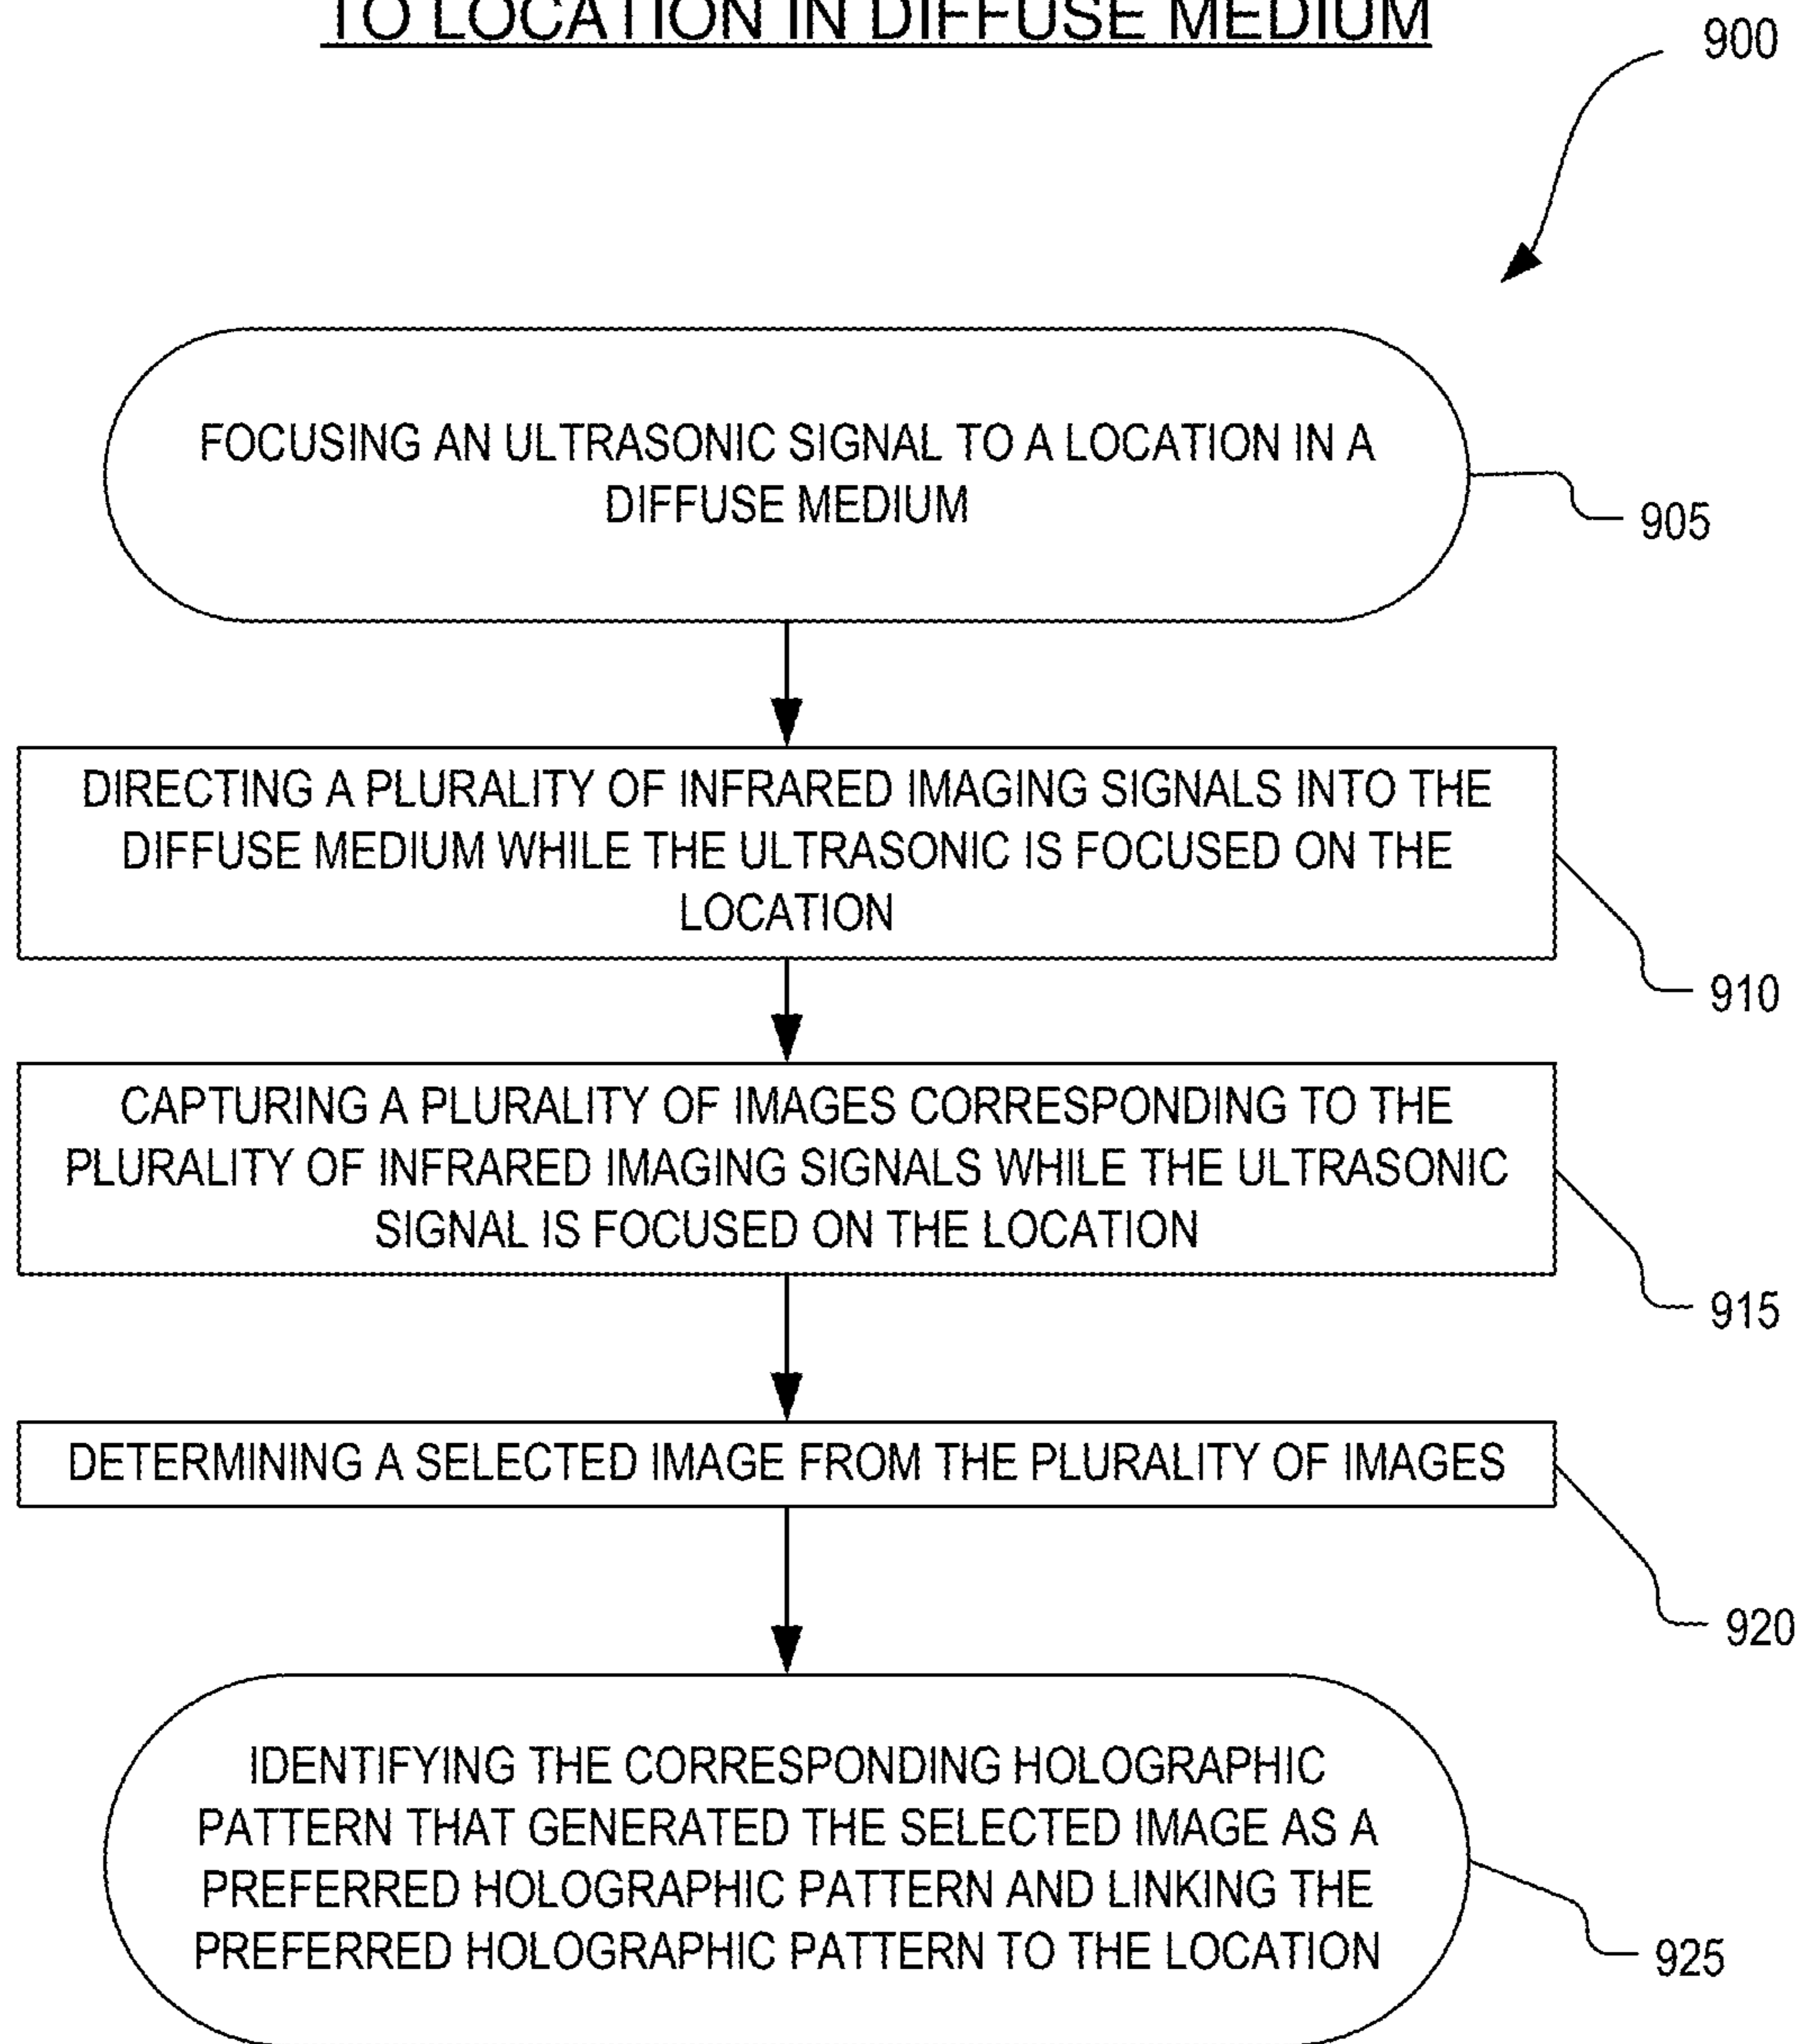 TO LOCATION IN DIFFUSE MEDIUM
900
FOCUSING AN ULTRASONIC SIGNAL TO A LOCATION IN A
DIFFUSE MEDIUM
905
DIRECTING A PLURALITY OF INFRARED IMAGING SIGNALS INTO THE
DIFFUSE MEDIUM WHILE THE ULTRASONIC IS FOCUSED ON THE
LOCATION
910
CAPTURING A PLURALITY OF IMAGES CORRESPONDING TO THE
PLURALITY OF INFRARED IMAGING SIGNALS WHILE THE ULTRASONIC
SIGNAL IS FOCUSED ON THE LOCATION
915
DETERMINING A SELECTED IMAGE FROM THE PLURALITY OF IMAGES
920
IDENTIFYING THE CORRESPONDING HOLOGRAPHIC
PATTERN THAT GENERATED THE SELECTED IMAGE AS A
PREFERRED HOLOGRAPHIC PATTERN AND LINKING THE
PREFERRED HOLOGRAPHIC PATTERN TO THE LOCATION
925